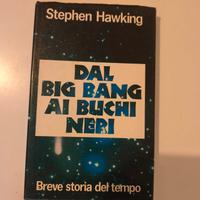 Stephen Hawking
DAL
BIG BANG
AI BUCHI
NERI
Breve storia del tempo